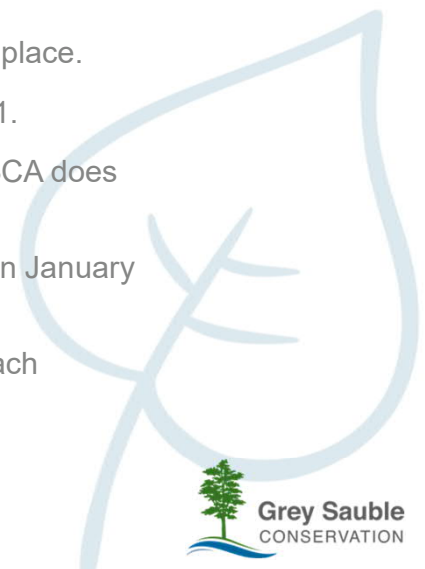 place.
1.
CA does
n January
ach
Grey Sauble
CONSERVATION